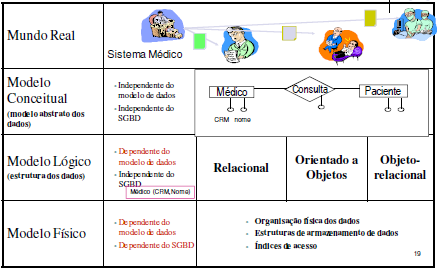 Mundo Real
Sistema Médico
Modelo
Conceitual
(modelo abstrato dos
dados)
- Independente do
modelo de dados
- Independente do
SGBD
Médico
Consulta
Paciente
CRM nome
Modelo Lógico
(estrutura dos dados)
- Dependente do
modelo de dados
- Independente do
SGBD
Médico (CRM, Nome)
Relacional
Orientado a
Objetos
Objeto-
relacional
Modelo Físico
- Dependente do
modelo de dados
- Dependente do SGBD
- Organisação física dos dados
- Estruturas de armazenamento de dados
- Índices de acesso
19